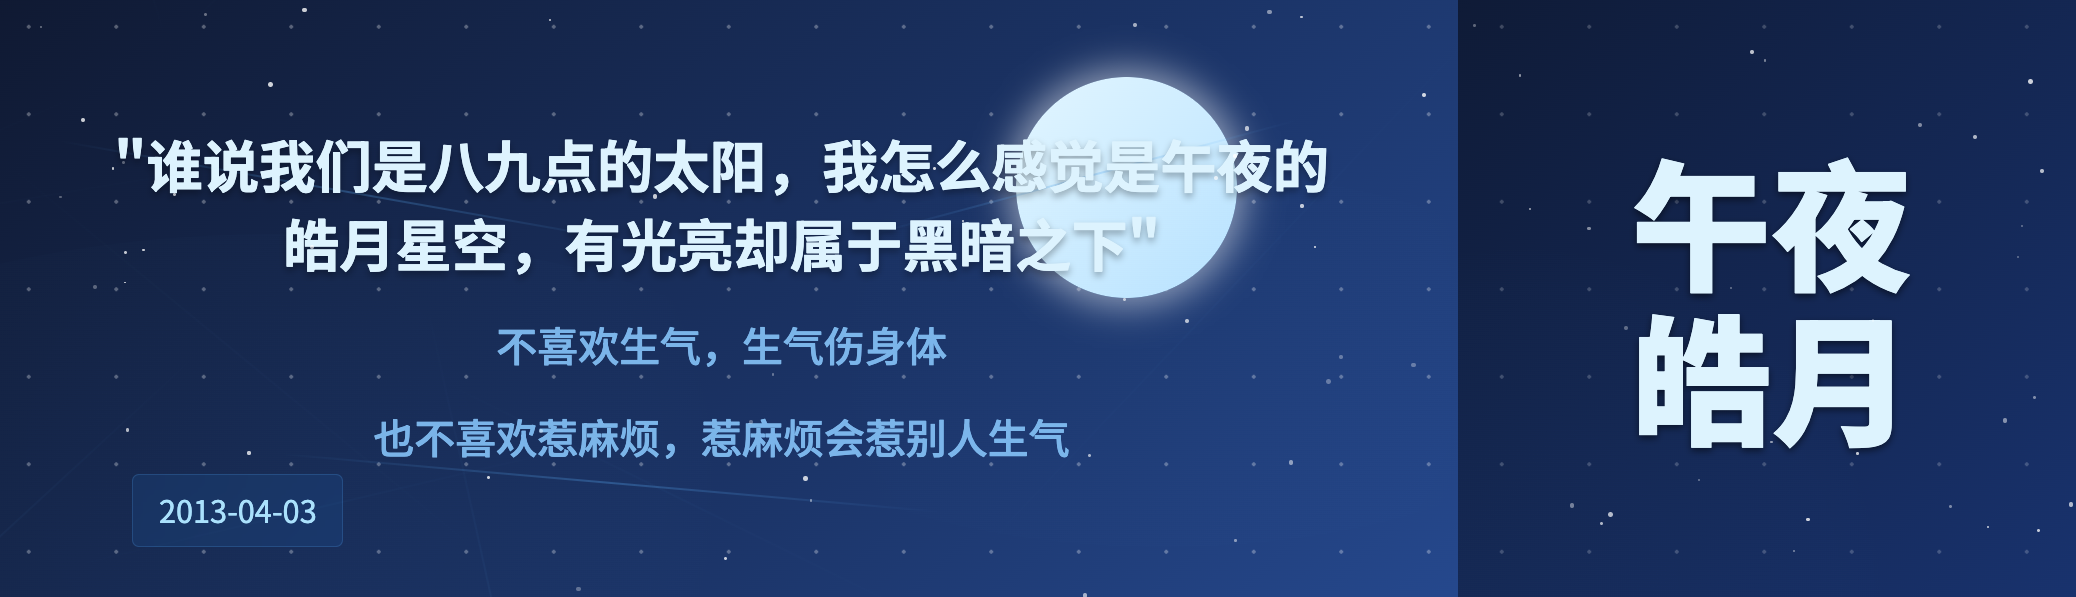 "谁说我们是八九点的太阳，我怎么感觉是午夜的
皓月星空，有光亮却属于黑暗之下"
不喜欢生气，生气伤身体
也不喜欢惹麻烦，惹麻烦会惹别人生气
2013-04-03
午夜
皓月